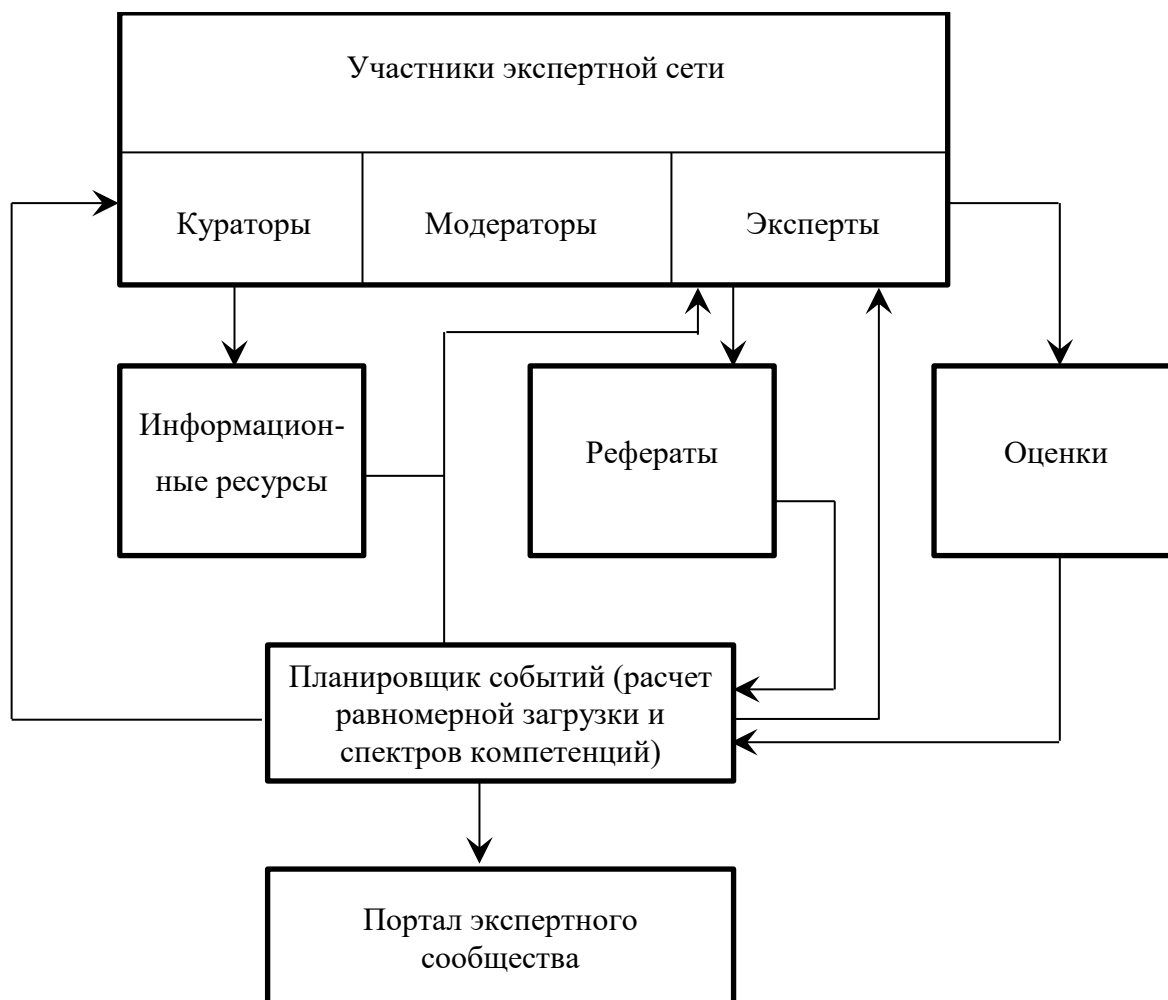 Участники экспертной сети
Кураторы
Модераторы
Эксперты
Информацион-
ные ресурсы
Рефераты
Оценки
Планировщик событий (расчет
равномерной загрузки и
спектров компетенций)
Портал экспертного
сообщества